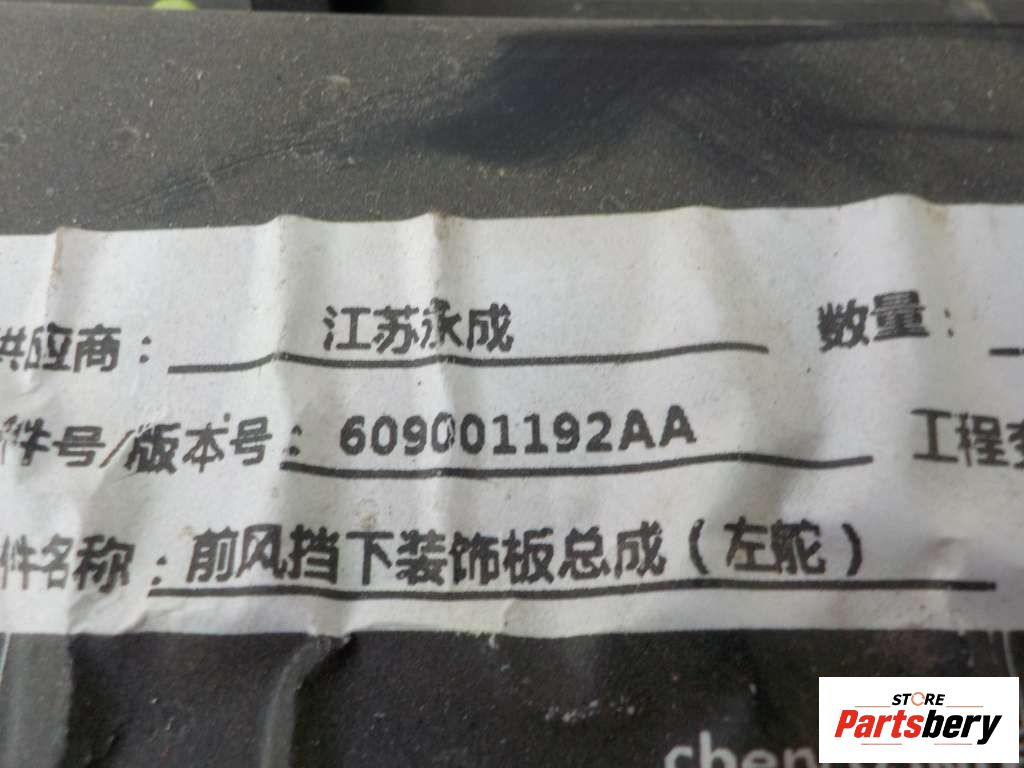 供应商: 江苏永成 数量:
件号/版本号: 609001192AA 工程变
件名称: 前风挡下装饰板总成(左舵)
STORE
Partsbery